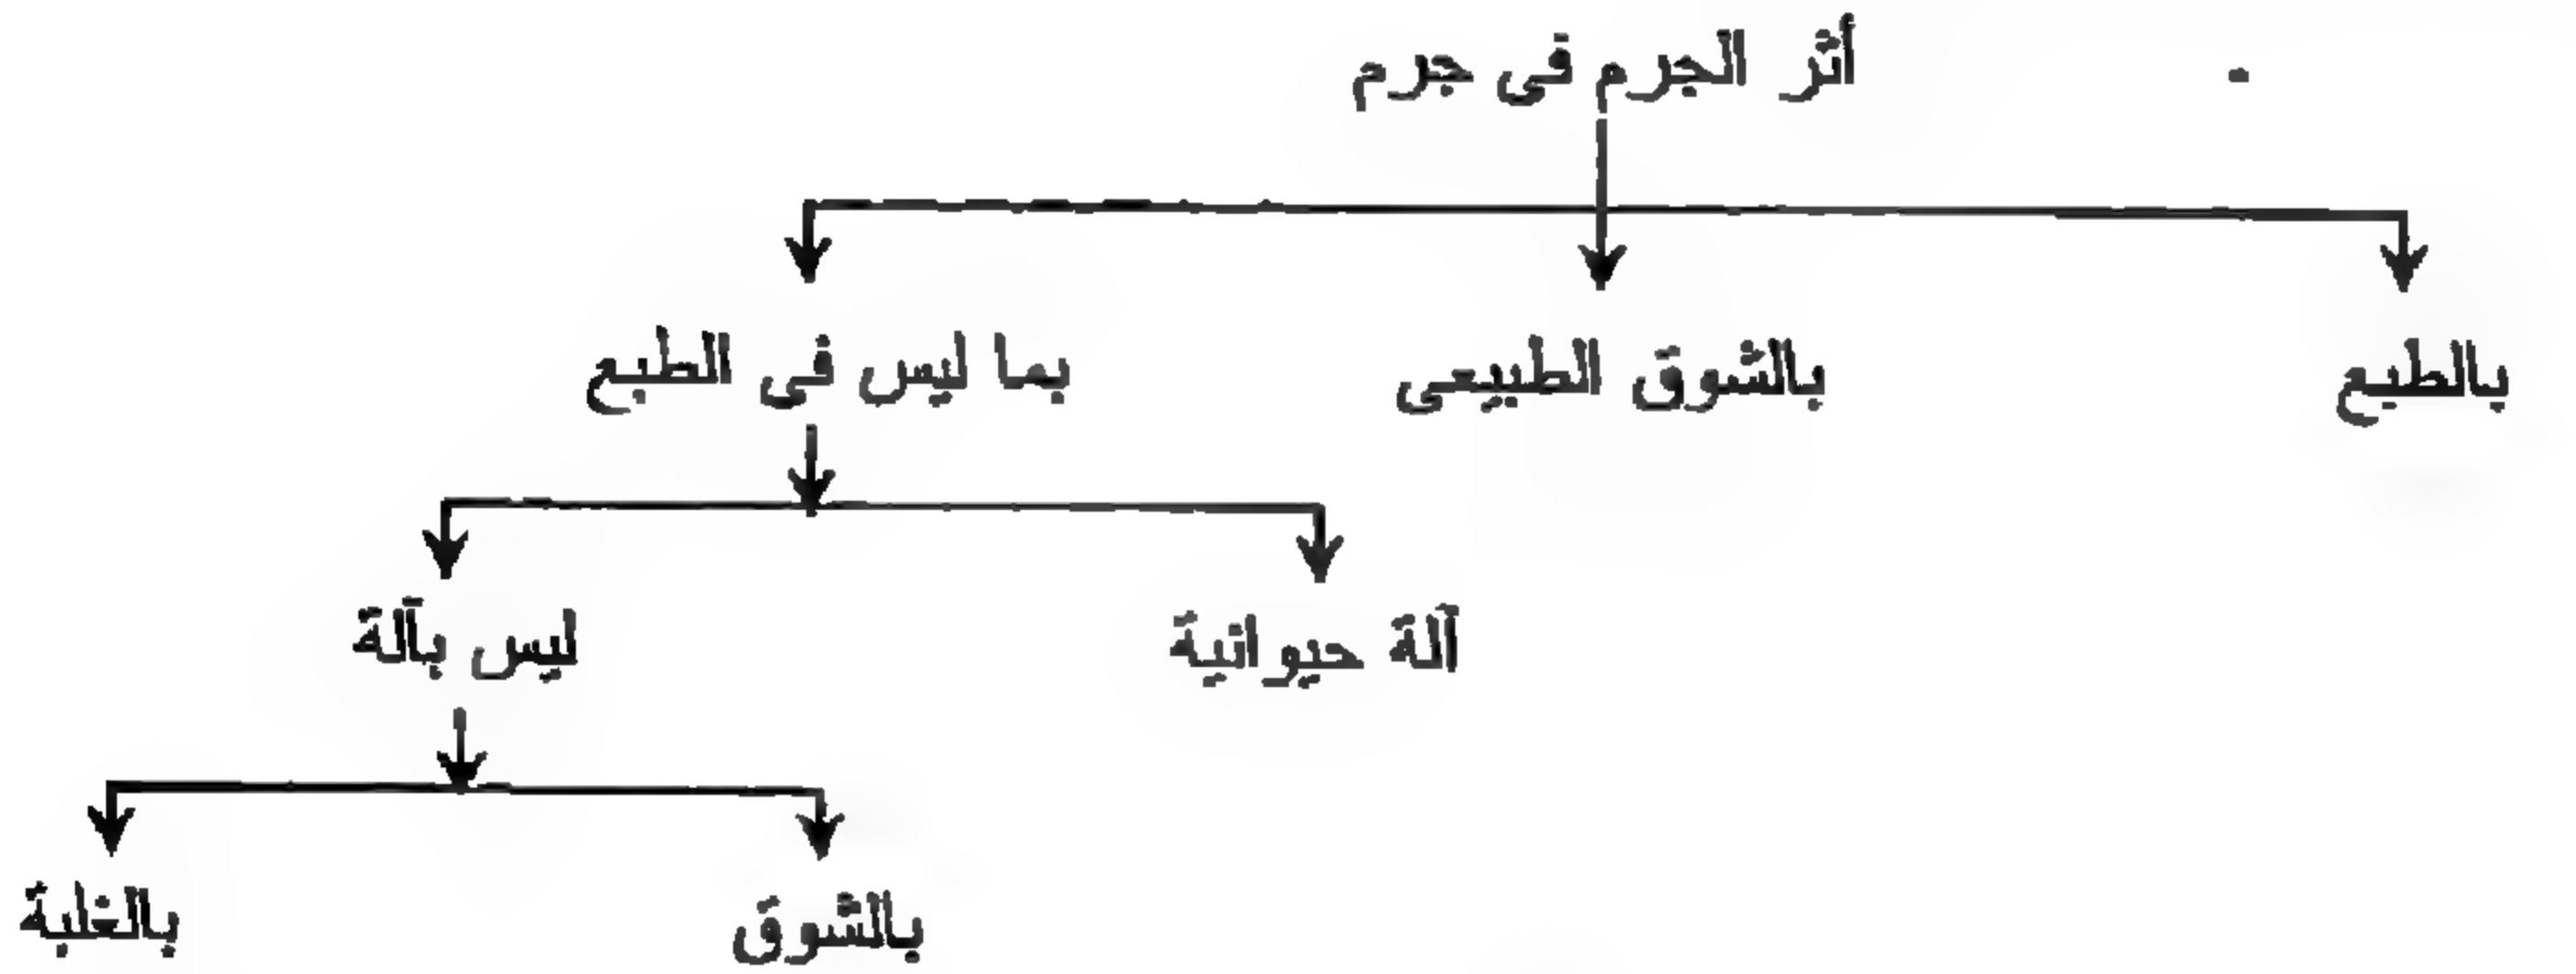 أثر الجرم فى جرم
بالطبع
بالشوق الطبيعى
بما ليس فى الطبع
آلة حيوانية
ليس بآلة
بالشوق
بالغلبة